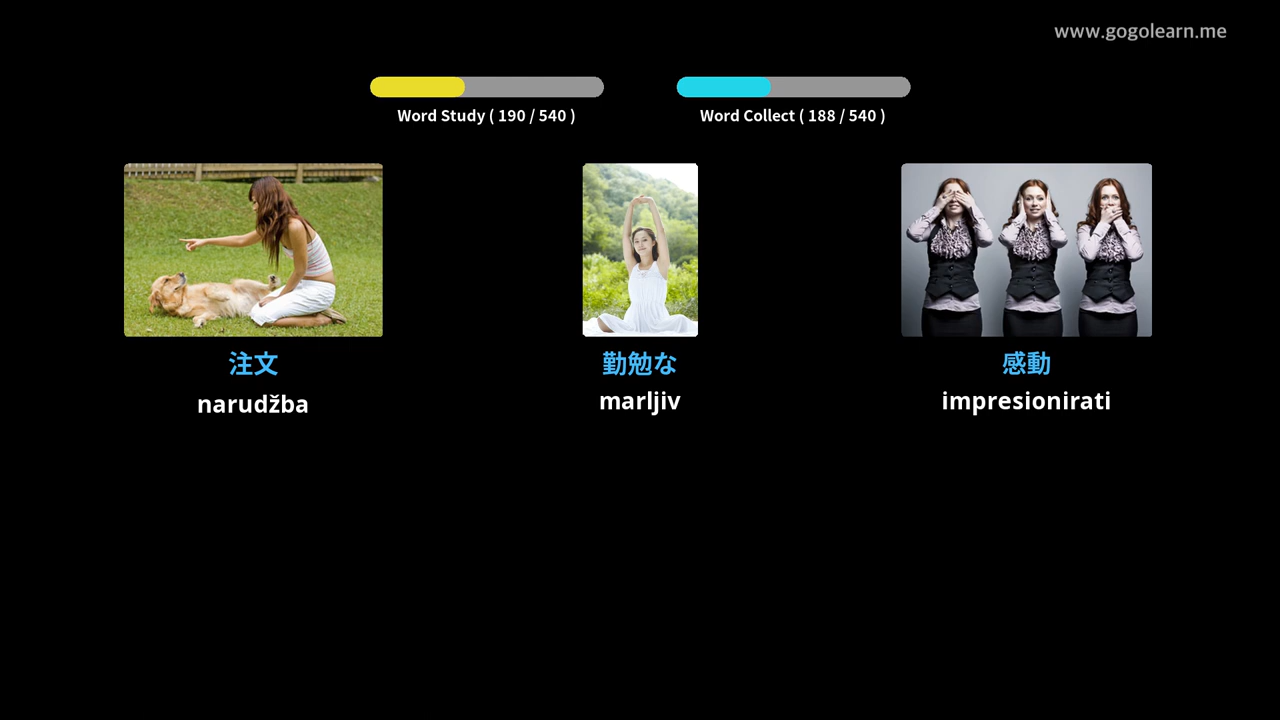 www.gogolearn.me
Word Study ( 190 / 540 )
Word Collect ( 188 / 540 )
注文
勤勉な
感動
narudžba
marljiv
impresionirati